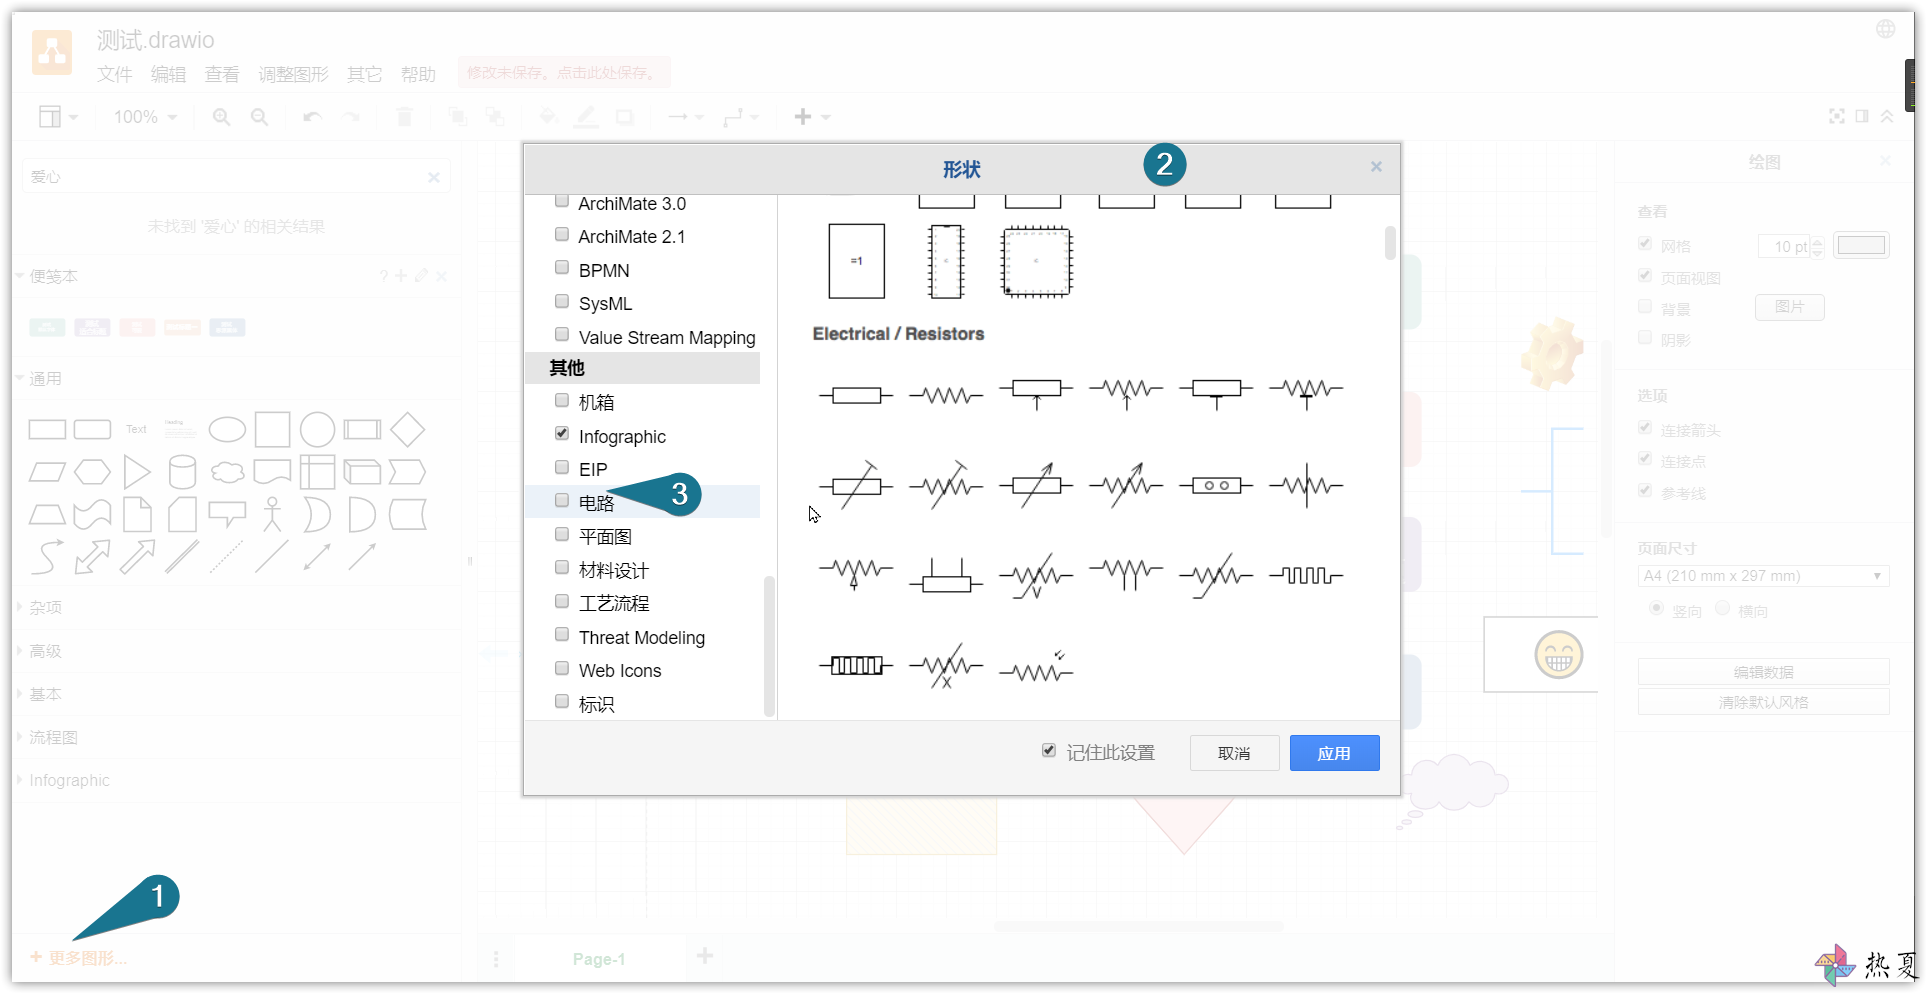 测试.drawio
文件 编辑 查看 调整图形 其它 帮助 修改未保存。点击此处保存。
100%
爱心
未找到 '爱心' 的相关结果
便笺本
?
通用
Text
Heading
杂项
高级
基本
流程图
Infographic
1
更多图形...
形状
2
ArchiMate 3.0
ArchiMate 2.1
BPMN
SysML
Value Stream Mapping
其他
机箱
Infographic
EIP
电路
3
平面图
材料设计
工艺流程
Threat Modeling
Web Icons
标识
=1
Electrical / Resistors
记住此设置
取消
应用
Page-1
绘图
查看
网格 10 pt
页面视图
背景 图片
阴影
选项
连接箭头
连接点
参考线
页面尺寸
A4 (210 mm x 297 mm)
竖向 横向
编辑数据
清除默认风格
热夏